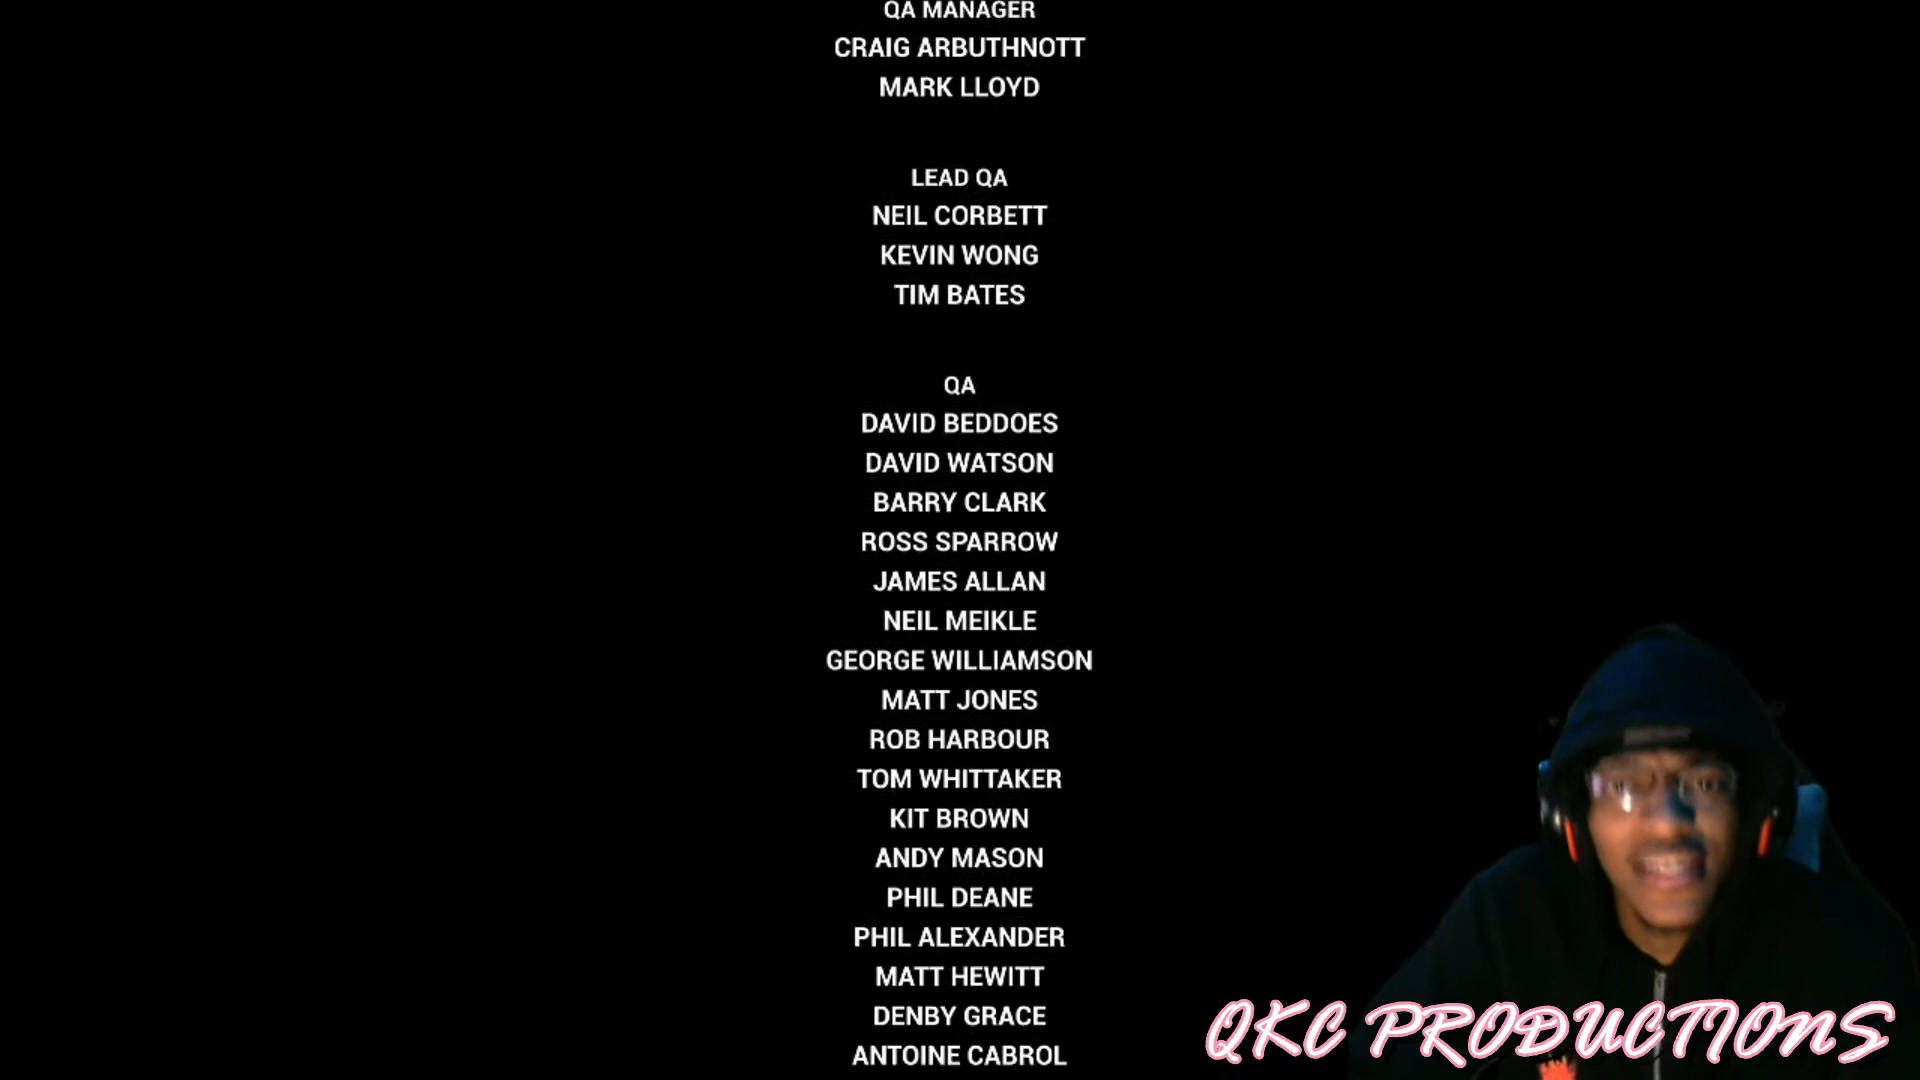 QA MANAGER
CRAIG ARBUTHNOTT
MARK LLOYD
LEAD QA
NEIL CORBETT
KEVIN WONG
TIM BATES
QA
DAVID BEDDOES
DAVID WATSON
BARRY CLARK
ROSS SPARROW
JAMES ALLAN
NEIL MEIKLE
GEORGE WILLIAMSON
MATT JONES
ROB HARBOUR
TOM WHITTAKER
KIT BROWN
ANDY MASON
PHIL DEANE
PHIL ALEXANDER
MATT HEWITT
DENBY GRACE
ANTOINE CABROL
QKC PRODUCTIONS